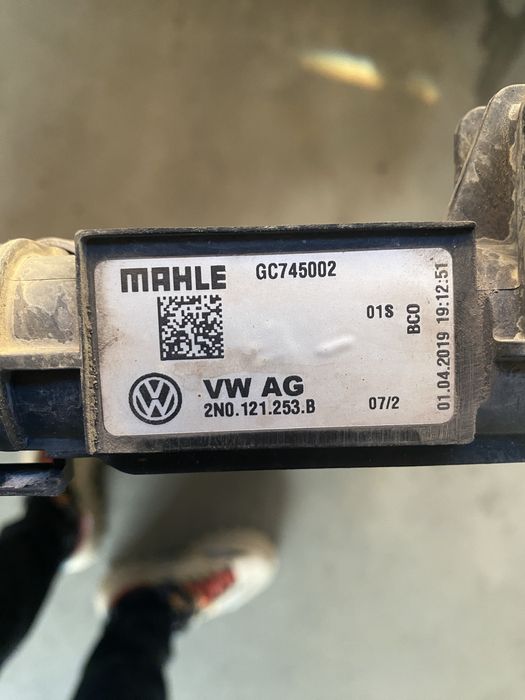 MAHLE GC745002
01S
BCO
01.04.2019 19:12:51
VW AG
2N0.121.253.B
07/2